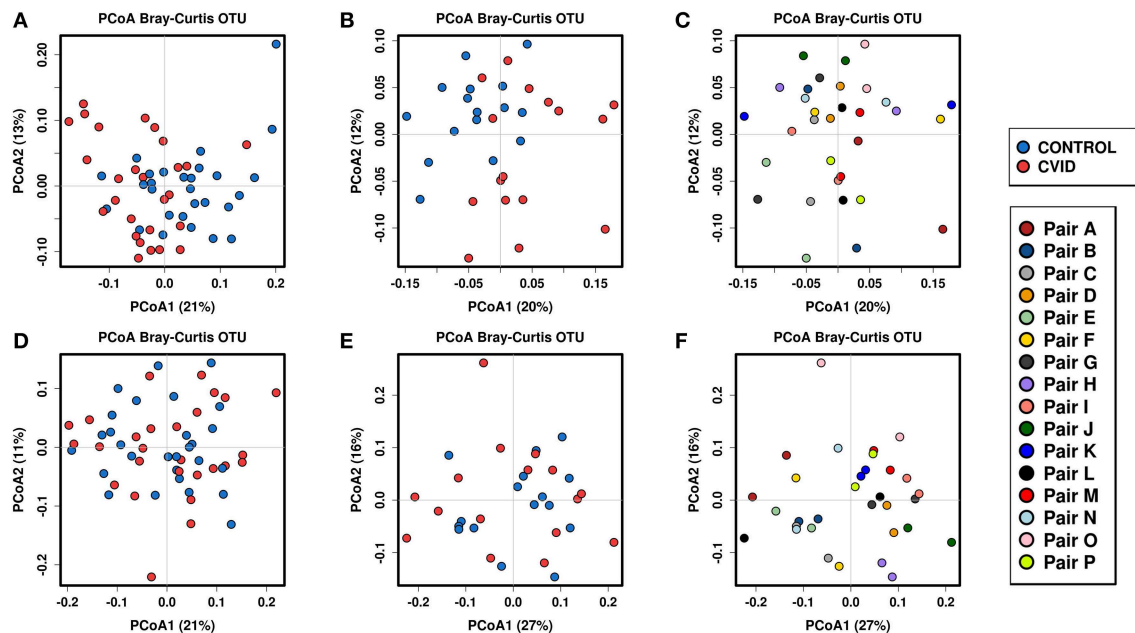 A
PCoA Bray-Curtis OTU
0.20
0.10
0.00
-0.10
PCoA2 (13%)
-0.1
0.0
0.1
0.2
PCoA1 (21%)
B
PCoA Bray-Curtis OTU
0.10
0.05
0.00
-0.05
-0.10
PCoA2 (12%)
-0.15
-0.05
0.05
0.15
PCoA1 (20%)
C
PCoA Bray-Curtis OTU
0.10
0.05
0.00
-0.05
-0.10
PCoA2 (12%)
-0.15
-0.05
0.05
0.15
PCoA1 (20%)
CONTROL
CVID
Pair A
Pair B
Pair C
Pair D
Pair E
Pair F
Pair G
Pair H
Pair I
Pair J
Pair K
Pair L
Pair M
Pair N
Pair O
Pair P
D
PCoA Bray-Curtis OTU
0.1
0.0
-0.1
-0.2
PCoA2 (11%)
-0.2
-0.1
0.0
0.1
0.2
PCoA1 (21%)
E
PCoA Bray-Curtis OTU
0.2
0.1
0.0
-0.1
PCoA2 (16%)
-0.2
-0.1
0.0
0.1
0.2
PCoA1 (27%)
F
PCoA Bray-Curtis OTU
0.2
0.1
0.0
-0.1
PCoA2 (16%)
-0.2
-0.1
0.0
0.1
0.2
PCoA1 (27%)